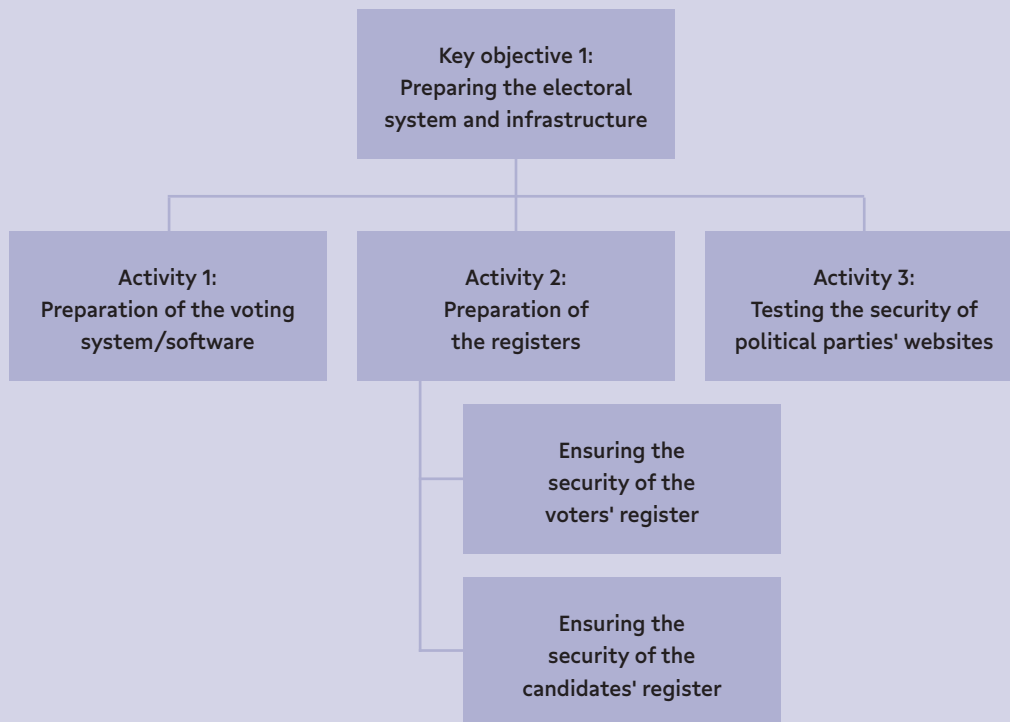 Key objective 1:
Preparing the electoral
system and infrastructure
Activity 1:
Preparation of the voting
system/software
Activity 2:
Preparation of
the registers
Activity 3:
Testing the security of
political parties' websites
Ensuring the
security of the
voters' register
Ensuring the
security of the
candidates' register